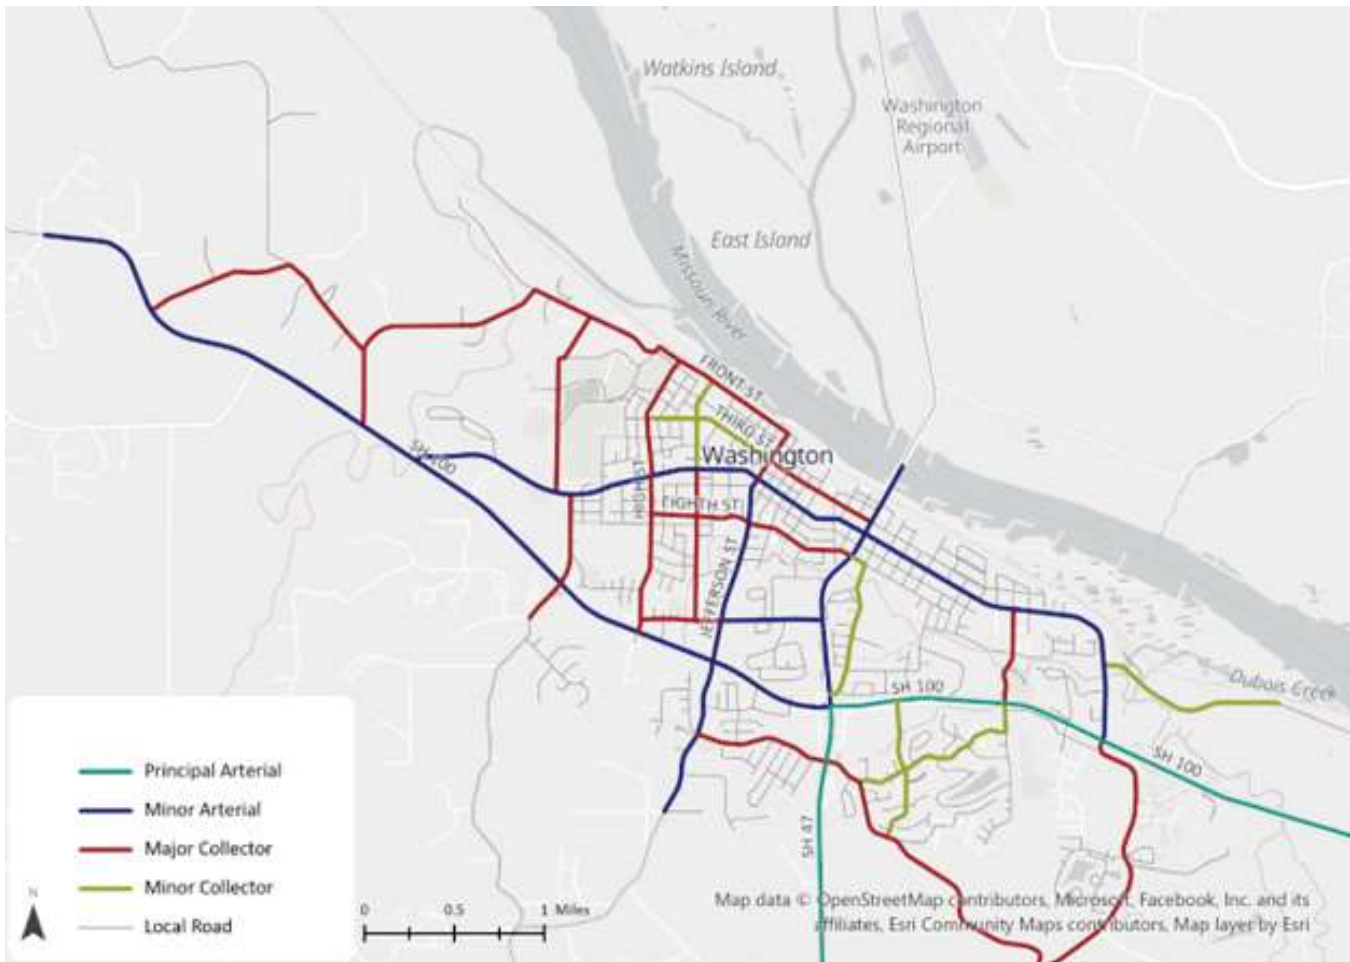 Watkins Island
Washington
Regional
Airport
East Island
Missouri River
FRONT ST
THIRD ST
Washington
SH 100
HIGH ST
EIGHTH ST
JEFFERSON ST
Dubois Creek
SH 100
SH 100
SH 47
Principal Arterial
Minor Arterial
Major Collector
Minor Collector
Local Road
N
0 0.5 1 Miles
Map data © OpenStreetMap contributors, Microsoft, Facebook, Inc. and its
affiliates, Esri Community Maps contributors, Map layer by Esri